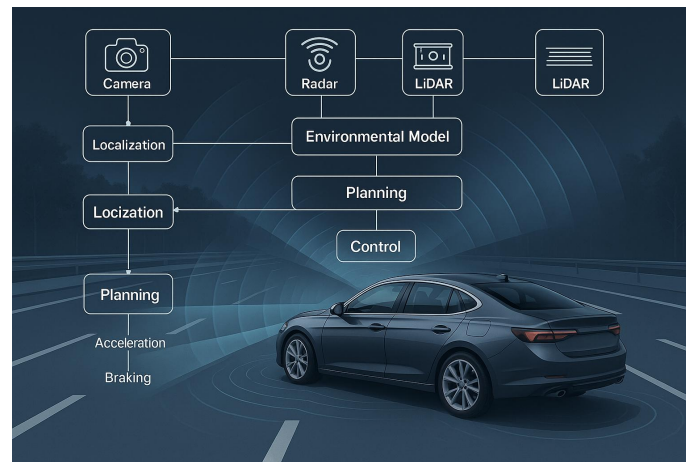 Camera
Radar
LiDAR
LiDAR
Localization
Environmental Model
Locization
Planning
Control
Planning
Acceleration
Braking